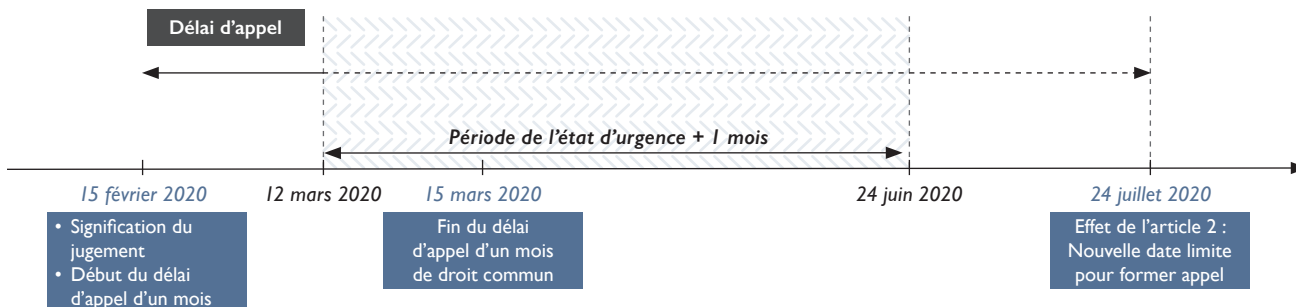 Délai d’appel
Période de l’état d’urgence + 1 mois
15 février 2020
12 mars 2020
15 mars 2020
24 juin 2020
24 juillet 2020
• Signification du
jugement
• Début du délai
d’appel d’un mois
Fin du délai
d’appel d’un mois
de droit commun
Effet de l’article 2 :
Nouvelle date limite
pour former appel